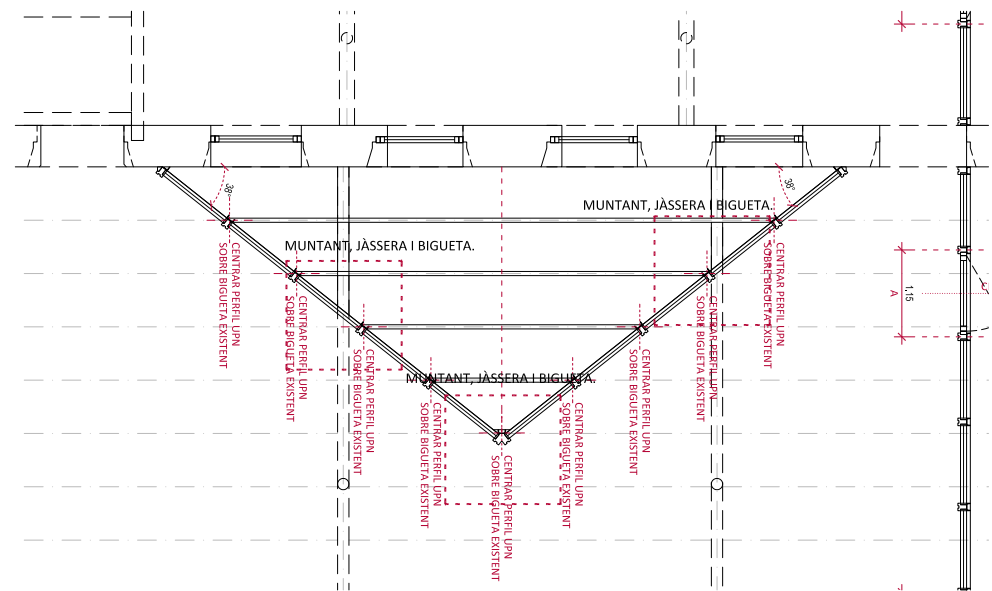 38°
38°
MUNTANT, JÀSSERA I BIGUETA.
MUNTANT, JÀSSERA I BIGUETA.
CENTRAR PERFIL UPN
SOBRE BIGUETA EXISTENT
CENTRAR PERFIL UPN
SOBRE BIGUETA EXISTENT
CENTRAR PERFIL UPN
SOBRE BIGUETA EXISTENT
CENTRAR PERFIL UPN
SOBRE BIGUETA EXISTENT
A
1,15
CENTRAR PERFIL UPN
SOBRE BIGUETA EXISTENT
CENTRAR PERFIL UPN
SOBRE BIGUETA EXISTENT
MUNTANT, JÀSSERA I BIGUETA.
CENTRAR PERFIL UPN
SOBRE BIGUETA EXISTENT
CENTRAR PERFIL UPN
SOBRE BIGUETA EXISTENT
CENTRAR PERFIL UPN
SOBRE BIGUETA EXISTENT